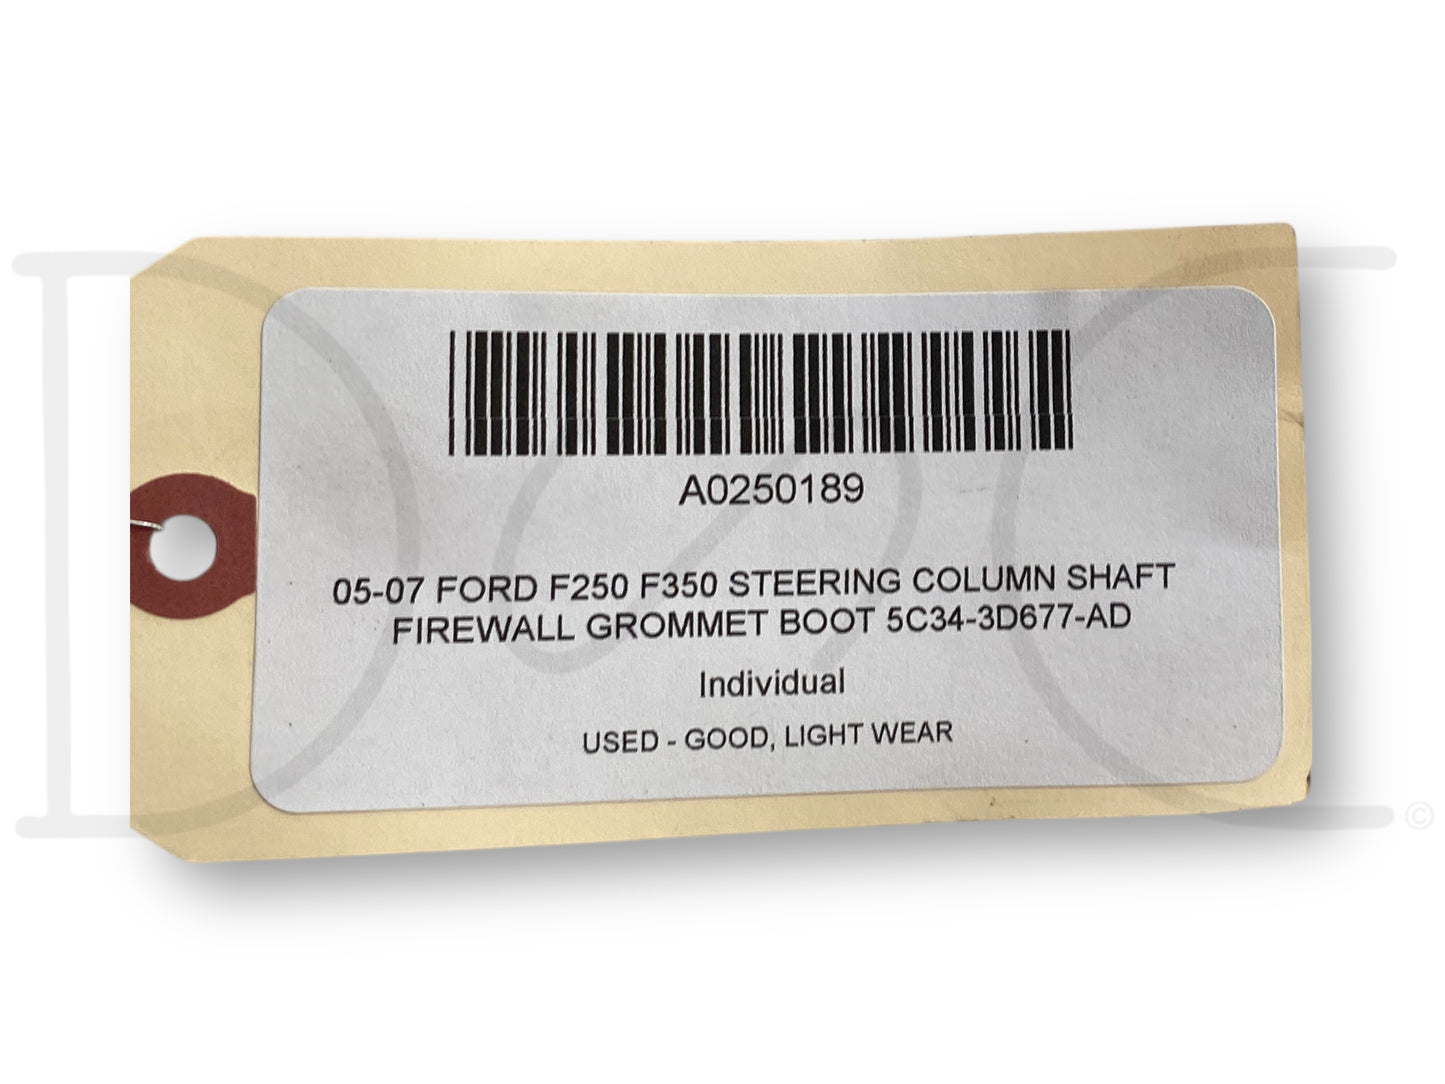 A0250189
05-07 FORD F250 F350 STEERING COLUMN SHAFT
FIREWALL GROMMET BOOT 5C34-3D677-AD
Individual
USED - GOOD, LIGHT WEAR
©